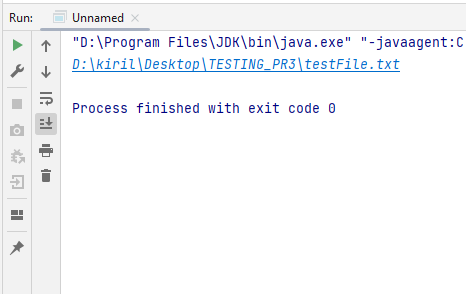 Run: Unnamed
"D:\Program Files\JDK\bin\java.exe" "-javaagent:C
D:\kiril\Desktop\TESTING_PR3\testFile.txt
Process finished with exit code 0